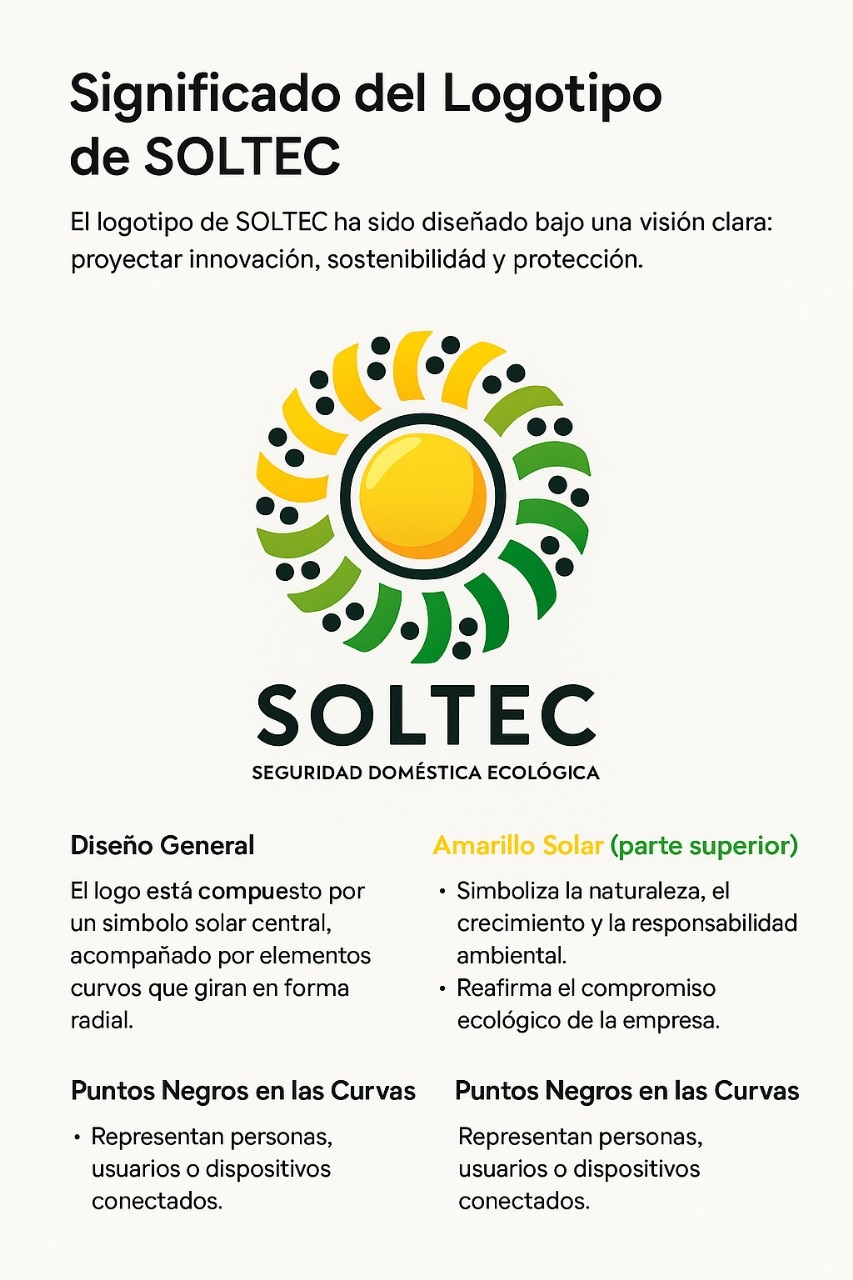 Significado del Logotipo
de SOLTEC
El logotipo de SOLTEC ha sido diseñado bajo una visión clara:
proyectar innovación, sostenibilidád y protección.
SOLTEC
SEGURIDAD DOMÉSTICA ECOLÓGICA
Diseño General
El logo está compuesto por
un simbolo solar central,
acompañado por elementos
curvos que giran en forma
radial.
Amarillo Solar (parte superior)
• Simboliza la naturaleza, el
crecimiento y la responsabilidad
ambiental.
• Reafirma el compromiso
ecológico de la empresa.
Puntos Negros en las Curvas
• Representan personas,
usuarios o dispositivos
conectados.
Puntos Negros en las Curvas
Representan personas,
usuarios o dispositivos
conectados.